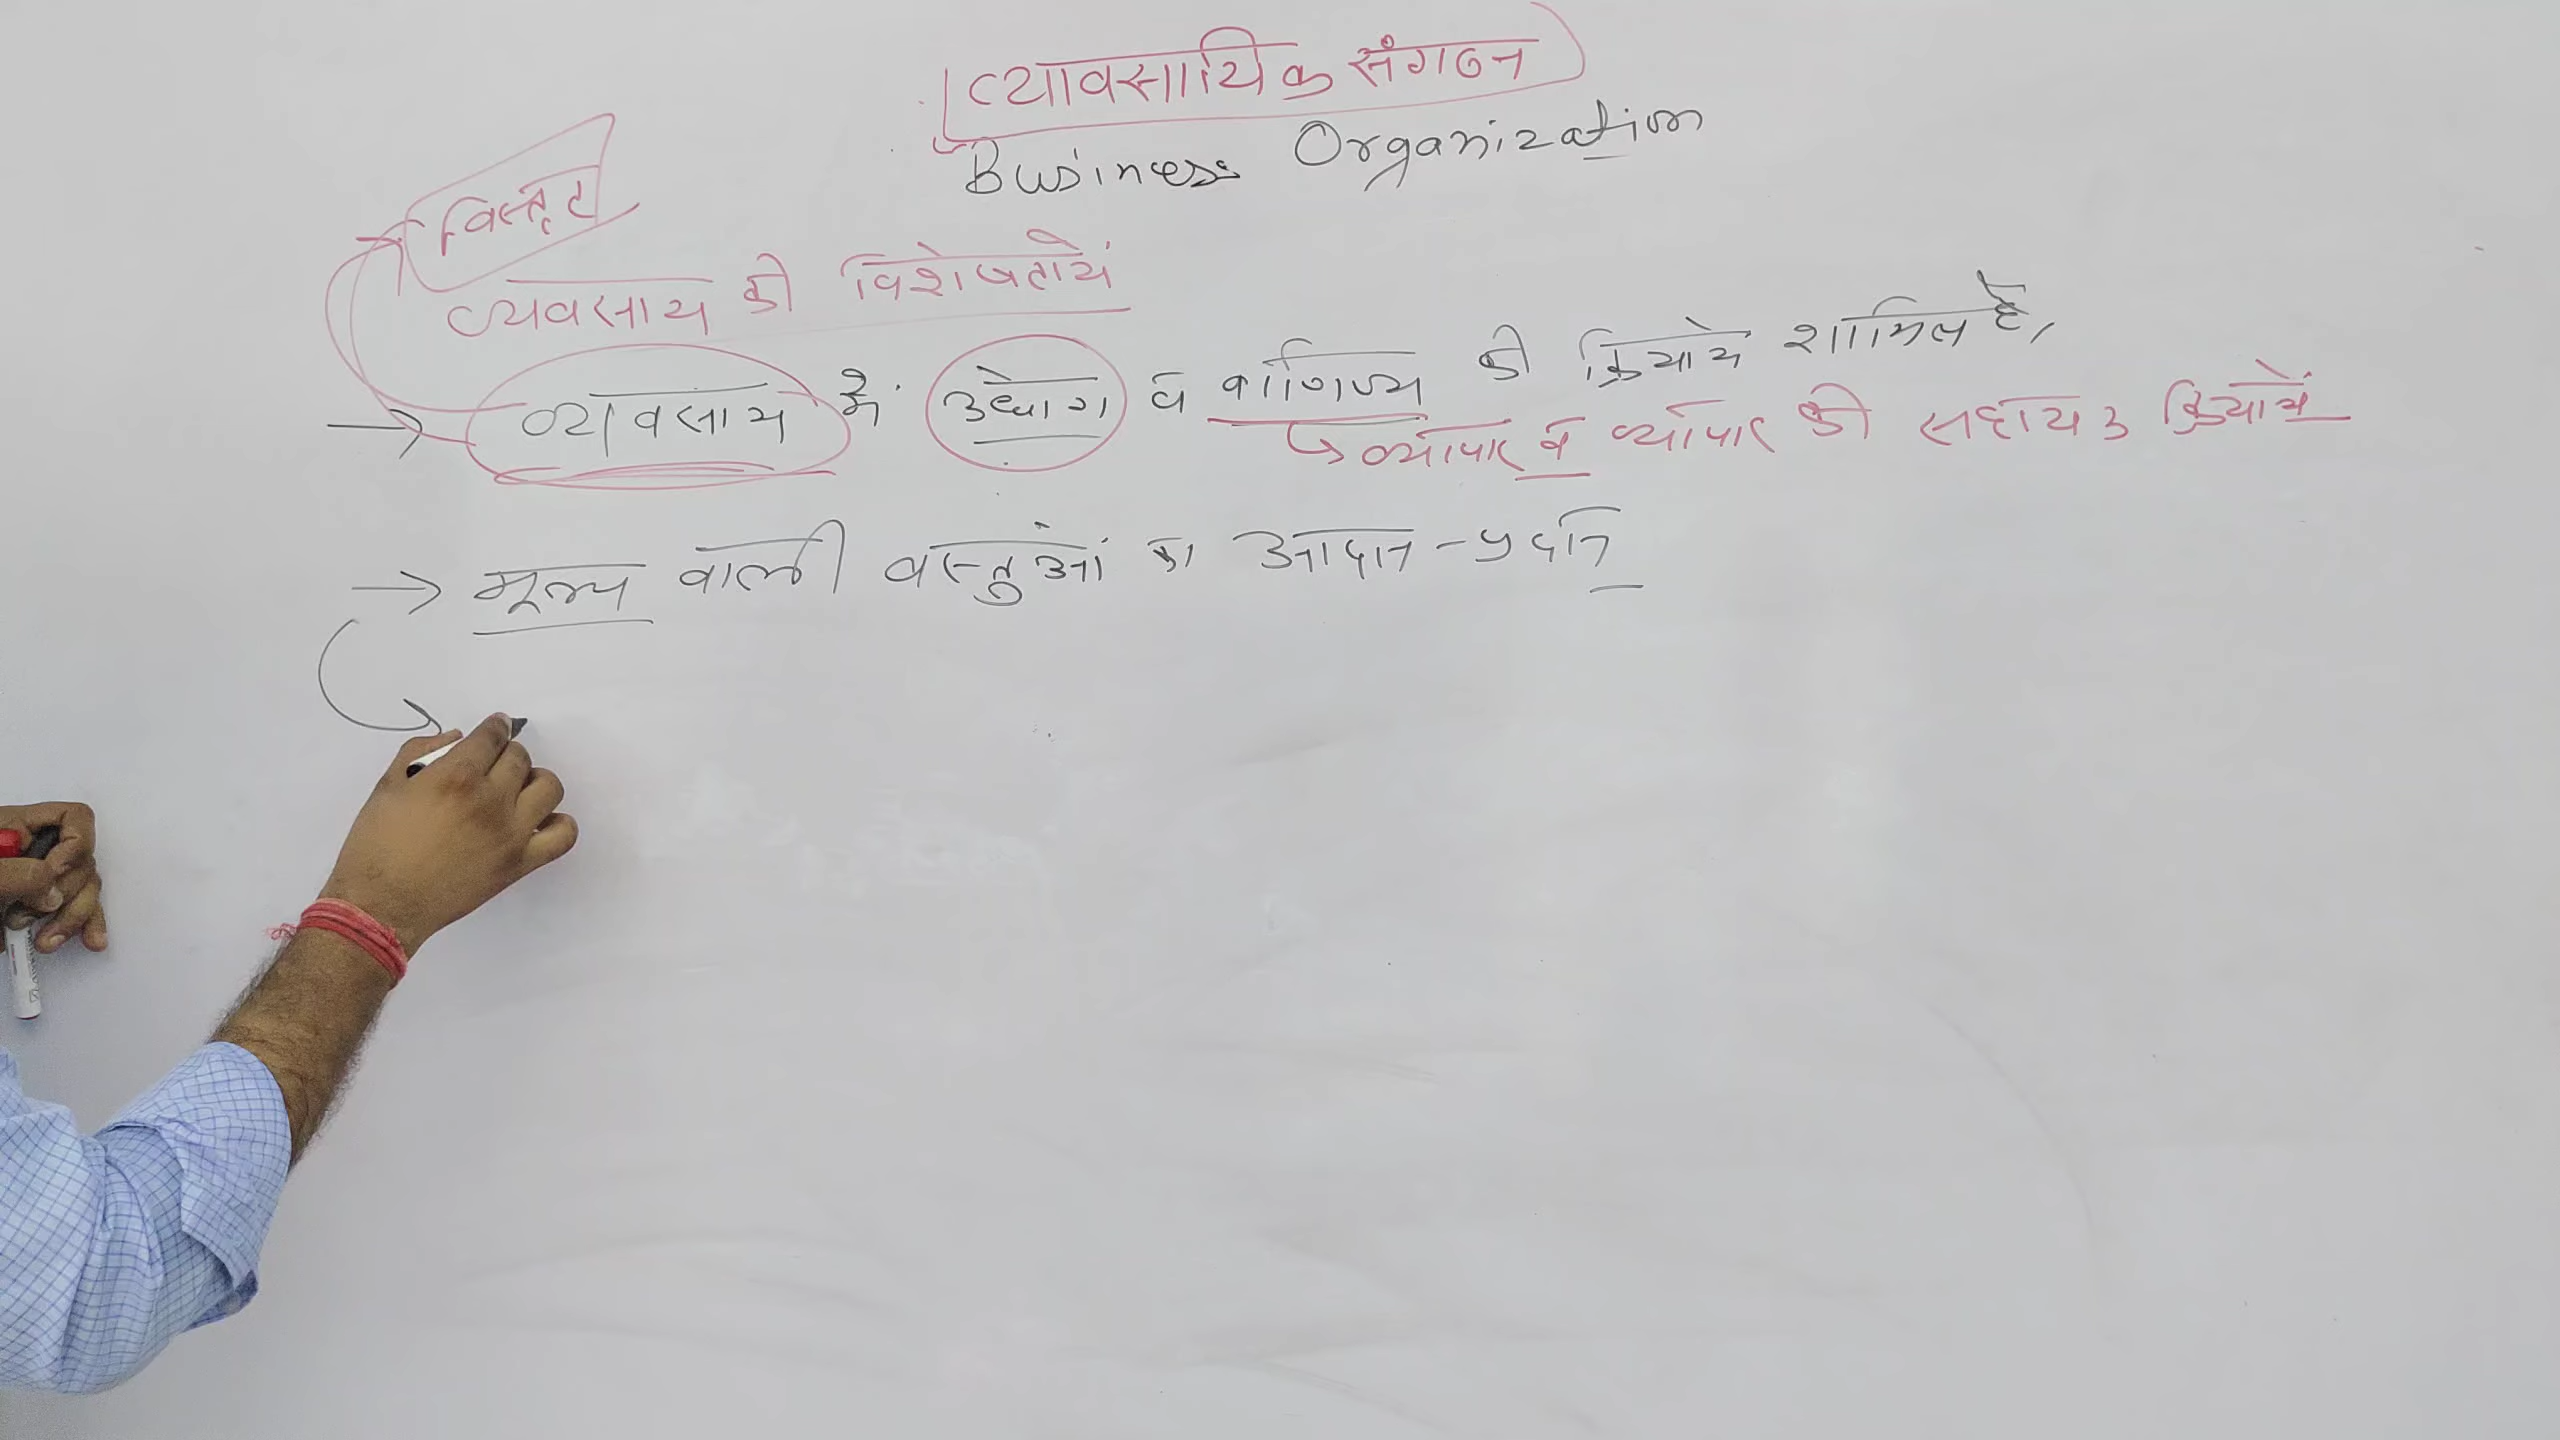 व्यावसायिक संगठन
Business Organization
विस्तृत
व्यवसाय की विशेषतायें
→ व्यवसाय में उद्योग व वाणिज्य की क्रियायें शामिल है,
↳ व्यापार व व्यापार की सहायक क्रियायें
→ मूल्य वाली वस्तुओं का आदान-प्रदान